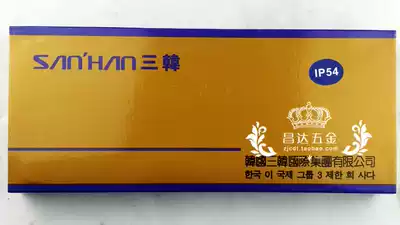 SAN'HAN三韓
IP54
昌达五金
zjcdl.taobao.com
韓國三韓國際集團有限公司
한국 이 국제 그룹 3 제한 회 사다